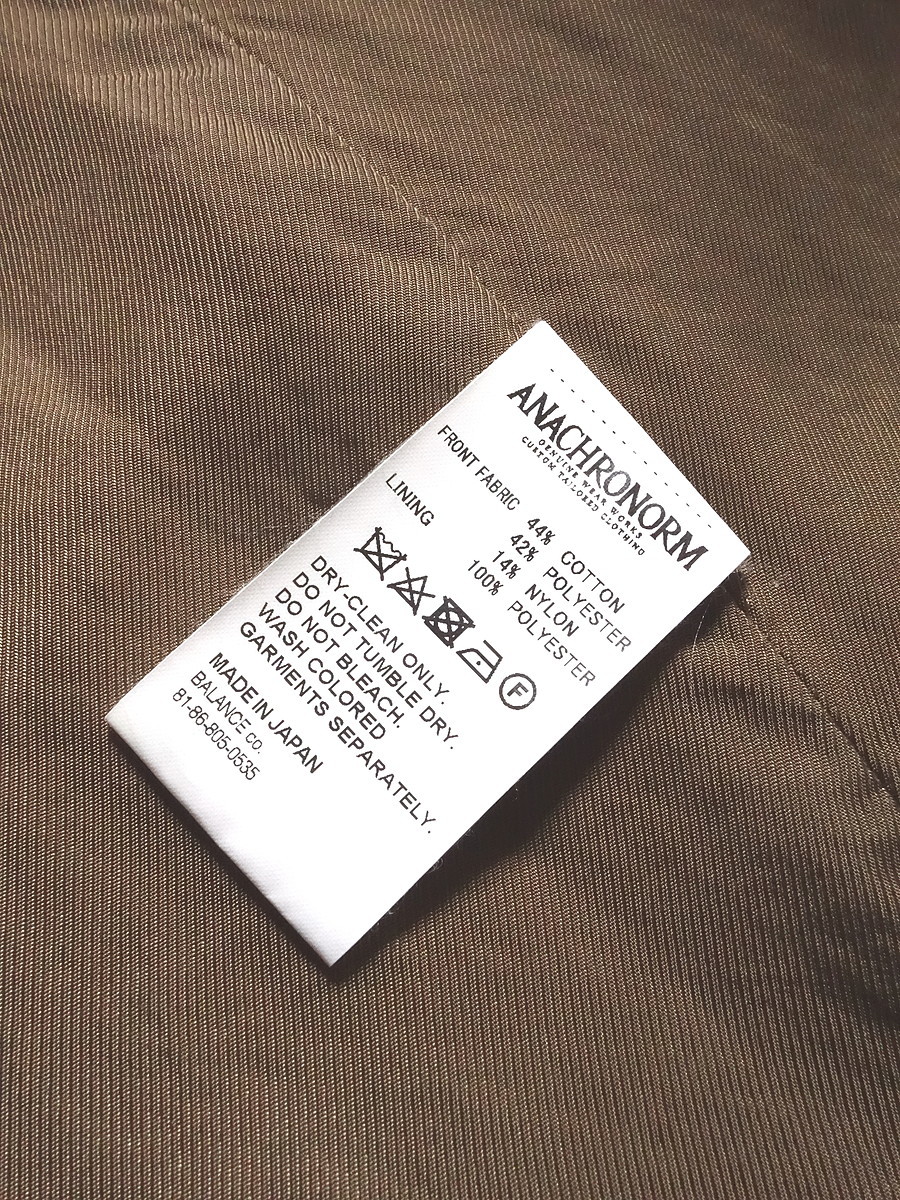 ANACHRONORM
GENUINE WEAR WORKS
CUSTOM TAILORED CLOTHING
FRONT FABRIC 44% COTTON
42% POLYESTER
14% NYLON
LINING 100% POLYESTER
F
DRY-CLEAN ONLY.
DO NOT TUMBLE DRY.
DO NOT BLEACH.
WASH COLORED
GARMENTS SEPARATELY.
MADE IN JAPAN
BALANCE co.
81-86-805-0535